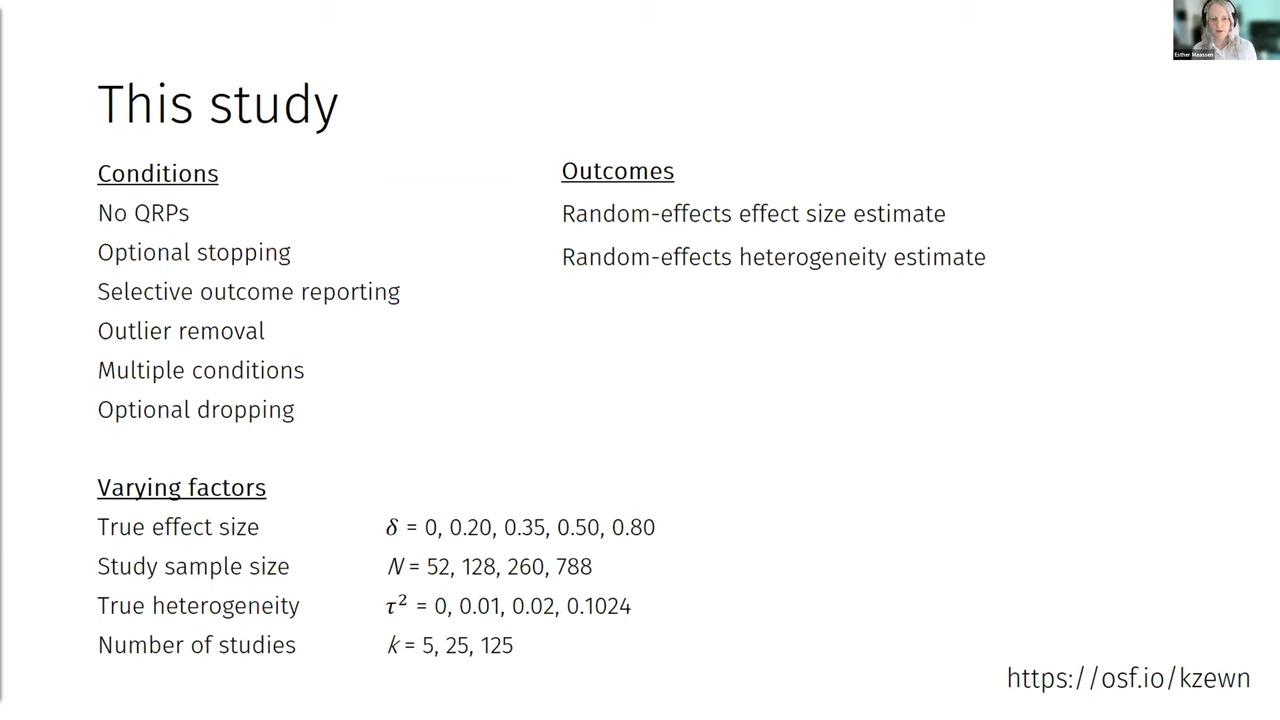 Esther Maassen
This study
Conditions
No QRPs
Optional stopping
Selective outcome reporting
Outlier removal
Multiple conditions
Optional dropping
Outcomes
Random-effects effect size estimate
Random-effects heterogeneity estimate
Varying factors
True effect size δ = 0, 0.20, 0.35, 0.50, 0.80
Study sample size N = 52, 128, 260, 788
True heterogeneity τ² = 0, 0.01, 0.02, 0.1024
Number of studies k = 5, 25, 125
https://osf.io/kzewn